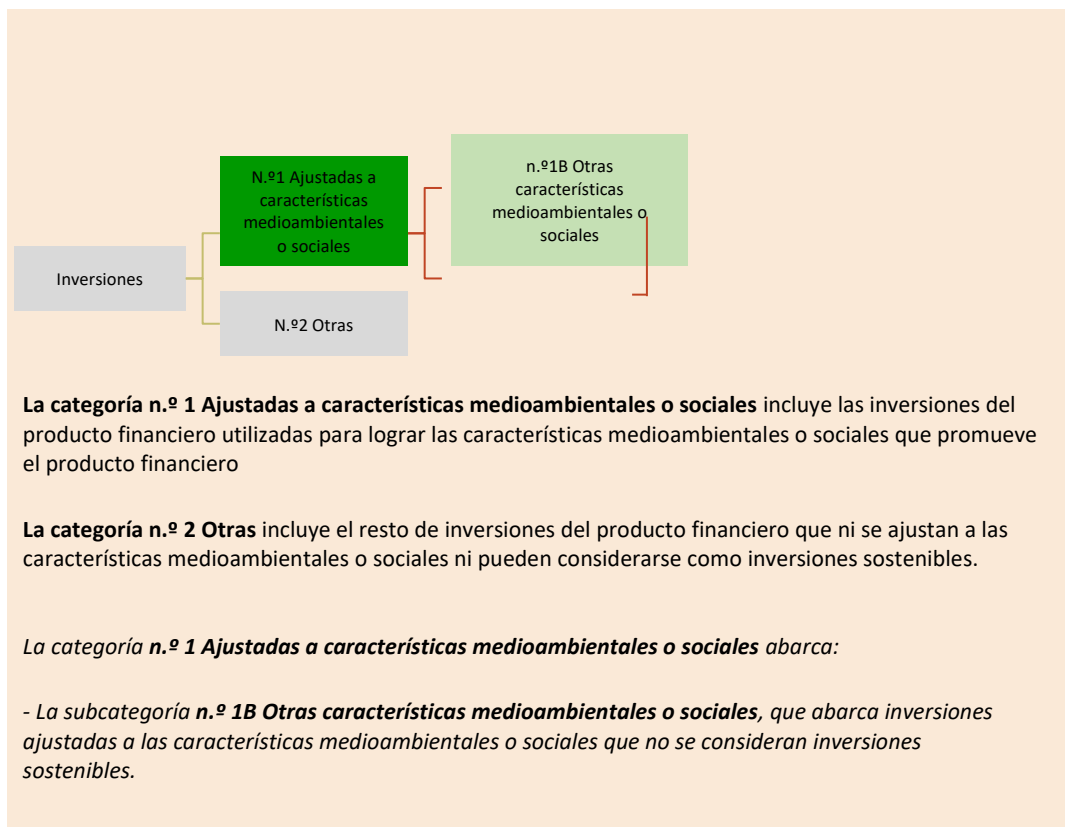 N.º1 Ajustadas a
características
medioambientales
o sociales
n.º1B Otras
características
medioambientales o
sociales
Inversiones
N.º2 Otras
La categoría n.º 1 Ajustadas a características medioambientales o sociales incluye las inversiones del
producto financiero utilizadas para lograr las características medioambientales o sociales que promueve
el producto financiero
La categoría n.º 2 Otras incluye el resto de inversiones del producto financiero que ni se ajustan a las
características medioambientales o sociales ni pueden considerarse como inversiones sostenibles.
La categoría n.º 1 Ajustadas a características medioambientales o sociales abarca:
- La subcategoría n.º 1B Otras características medioambientales o sociales, que abarca inversiones
ajustadas a las características medioambientales o sociales que no se consideran inversiones
sostenibles.